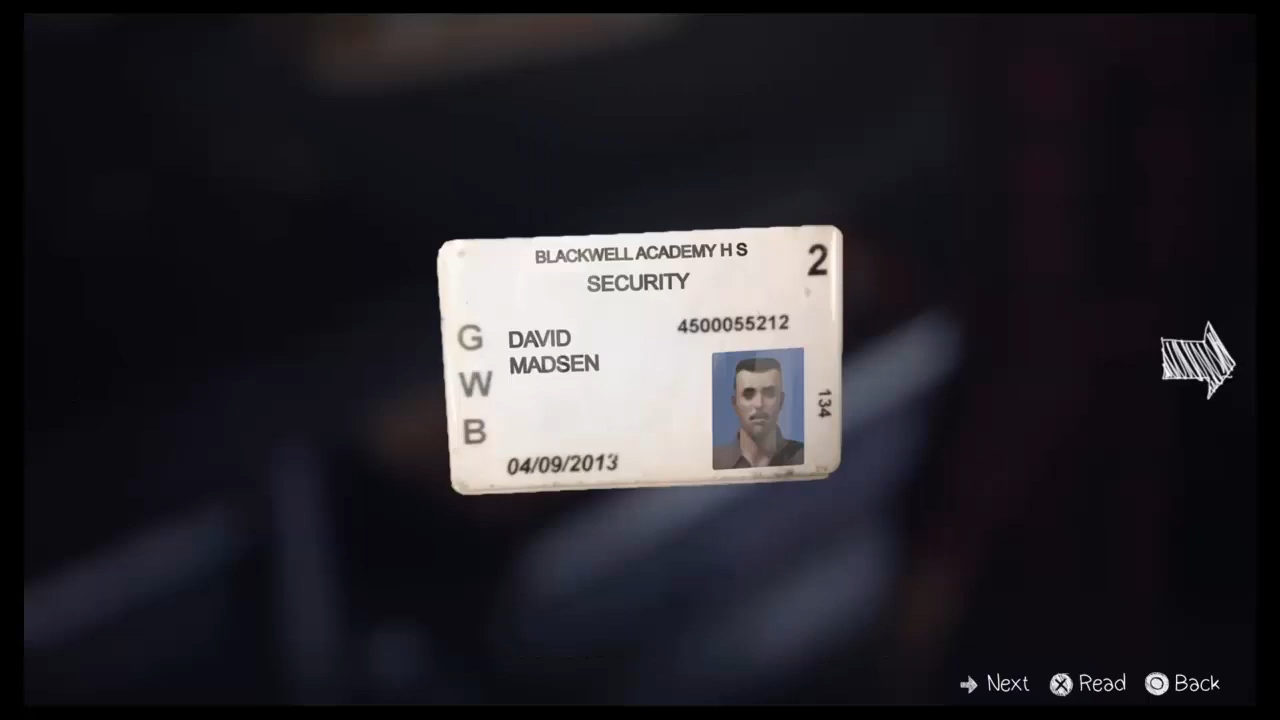 BLACKWELL ACADEMY H S
SECURITY
2
4500055212
G
W
B
DAVID
MADSEN
134
04/09/2013
Next
Read
Back